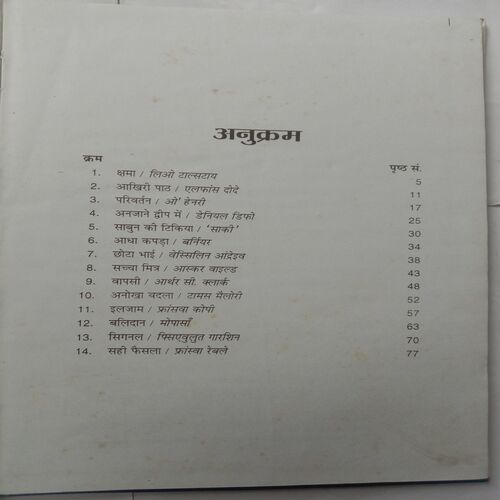 अनुक्रम
क्रम पृष्ठ सं.
1. क्षमा / लिओ टाल्सटाय 5
2. आखिरी पाठ / एलफांस दोदे 11
3. परिवर्तन / ओ' हेनरी 17
4. अनजाने द्वीप में / डेनियल डिफो 25
5. साबुन की टिकिया / 'साकी' 30
6. आधा कपड़ा / बर्नियर 34
7. छोटा भाई / वेस्सिलिन आंद्रेइव 38
8. सच्चा मित्र / आस्कर वाइल्ड 43
9. वापसी / आर्थर सी. क्लार्क 48
10. अनोखा बदला / टामस मैलोरी 52
11. इलजाम / फ्रांसवा कोपी 57
12. बलिदान / मोपासाँ 63
13. सिगनल / फ्सिएवुलुत गारशिन 70
14. सही फैसला / फ्रांस्वा रेबले 77